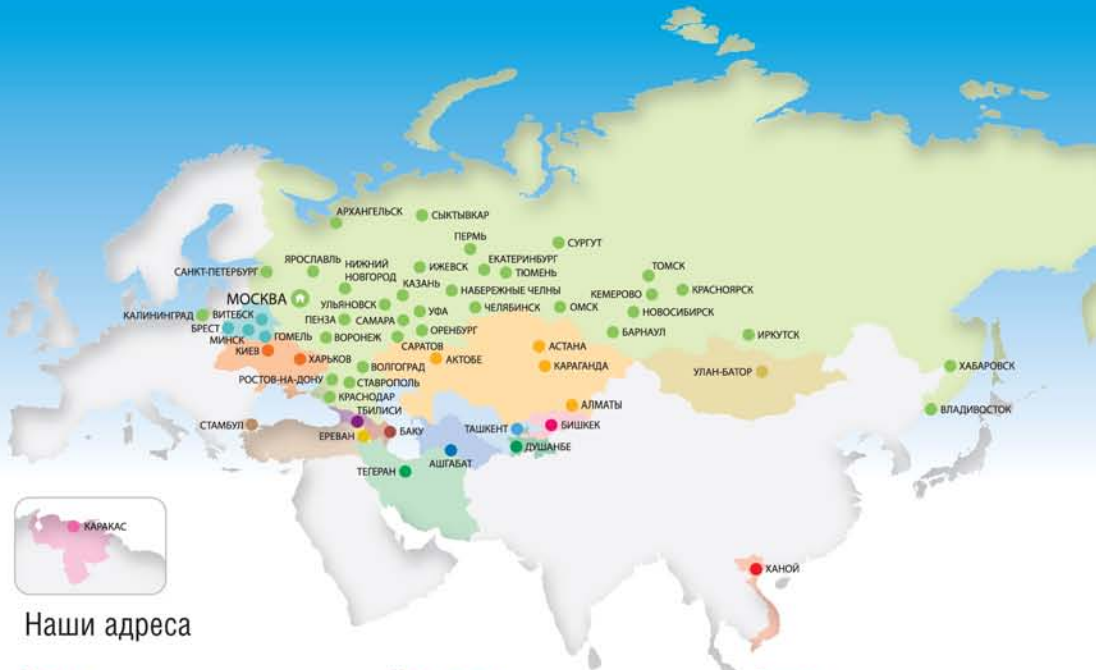 АРХАНГЕЛЬСК
СЫКТЫВКАР
ПЕРМЬ
СУРГУТ
САНКТ-ПЕТЕРБУРГ
ЯРОСЛАВЛЬ
НИЖНИЙ
НОВГОРОД
ИЖЕВСК
ЕКАТЕРИНБУРГ
ТЮМЕНЬ
ТОМСК
МОСКВА
КАЗАНЬ
НАБЕРЕЖНЫЕ ЧЕЛНЫ
КЕМЕРОВО
КРАСНОЯРСК
КАЛИНИНГРАД
ВИТЕБСК
УЛЬЯНОВСК
УФА
ЧЕЛЯБИНСК
ОМСК
НОВОСИБИРСК
БРЕСТ
ПЕНЗА
САМАРА
ОРЕНБУРГ
БАРНАУЛ
ИРКУТСК
МИНСК
ГОМЕЛЬ
ВОРОНЕЖ
САРАТОВ
АСТАНА
КИЕВ
ХАРЬКОВ
ВОЛГОГРАД
АКТОБЕ
КАРАГАНДА
УЛАН-БАТОР
ХАБАРОВСК
РОСТОВ-НА-ДОНУ
СТАВРОПОЛЬ
КРАСНОДАР
АЛМАТЫ
ВЛАДИВОСТОК
ТБИЛИСИ
СТАМБУЛ
ЕРЕВАН
БАКУ
ТАШКЕНТ
БИШКЕК
ДУШАНБЕ
АШГАБАТ
ТЕГЕРАН
КАРАКАС
ХАНОЙ
Наши адреса